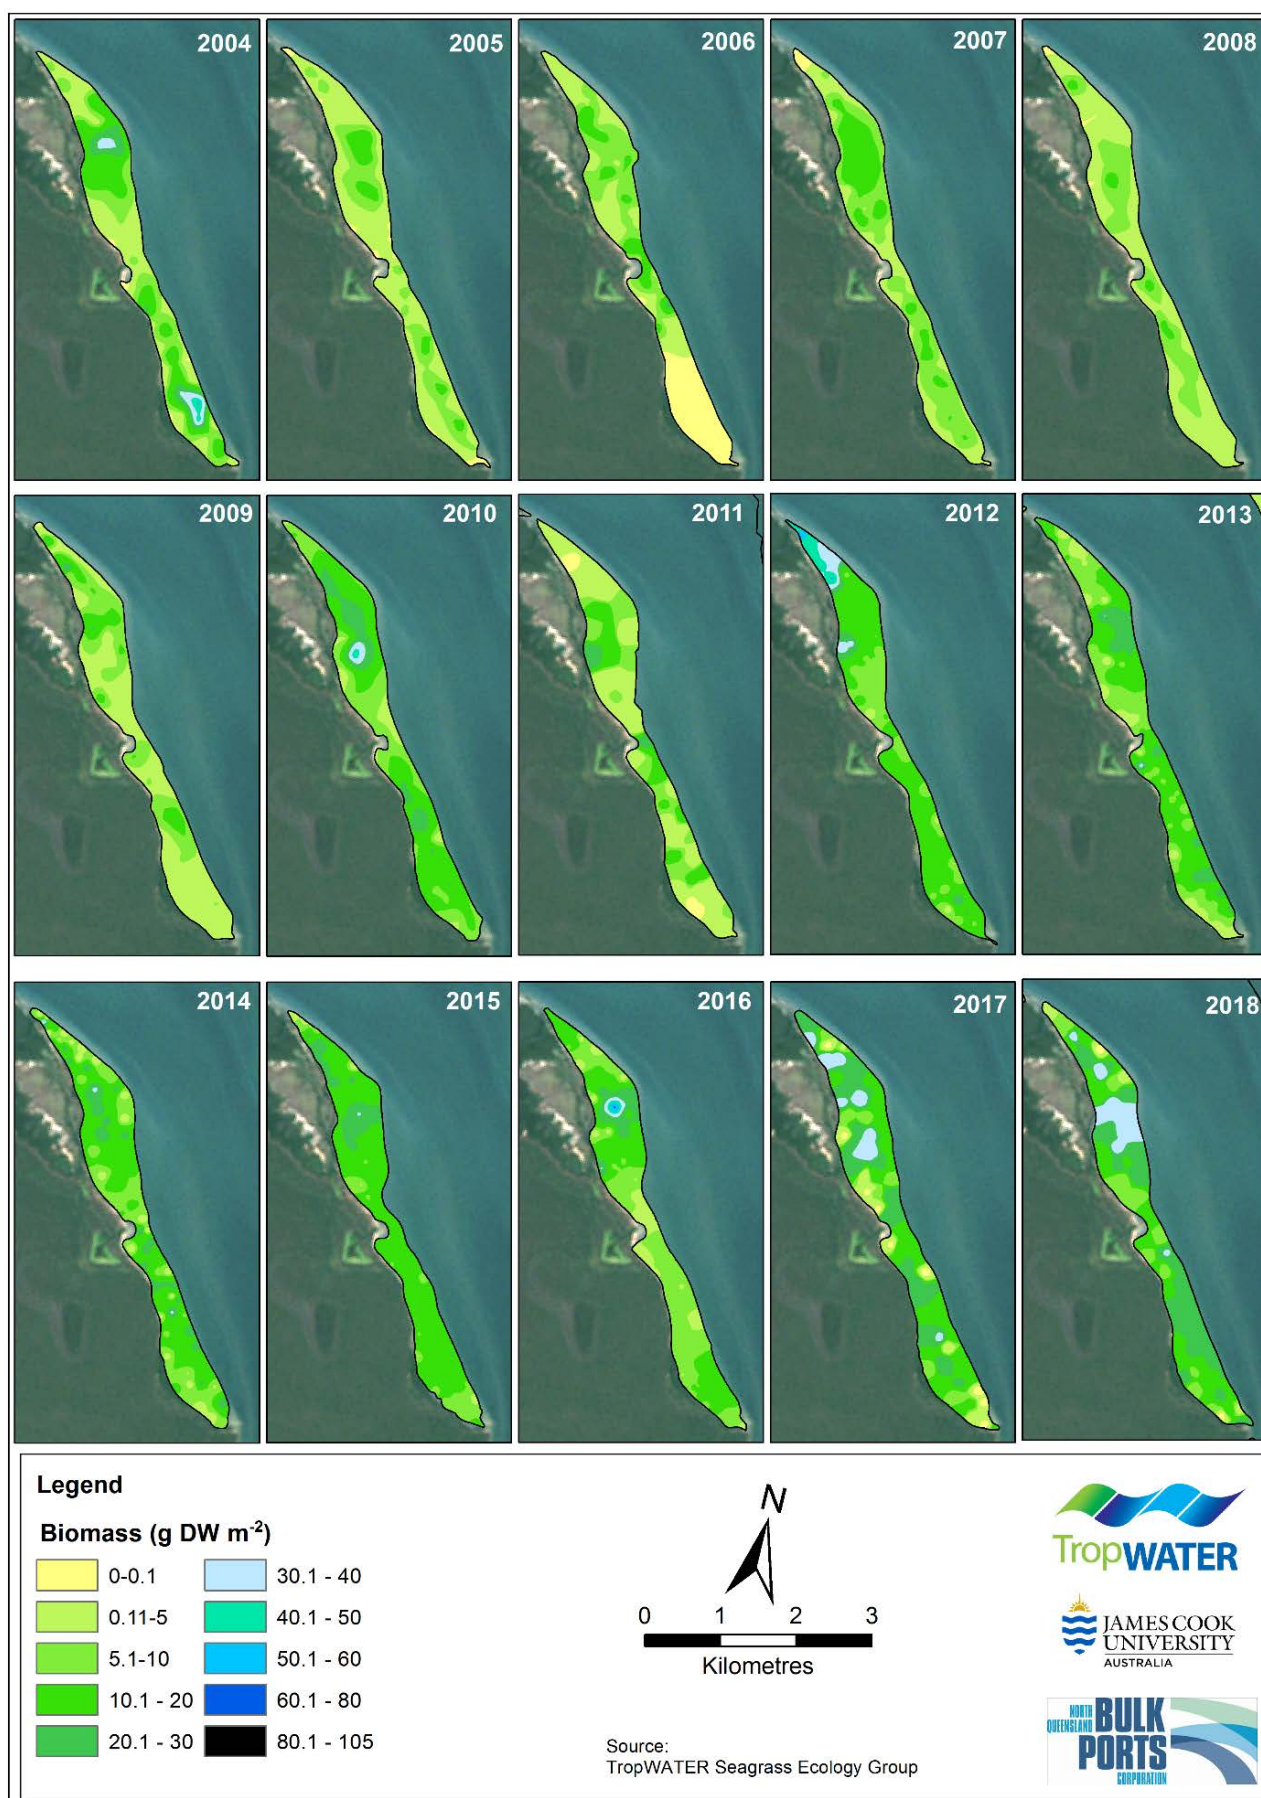 2004
2005
2006
2007
2008
2009
2010
2011
2012
2013
2014
2015
2016
2017
2018
Legend
Biomass (g DW m-2)
0-0.1
0.11-5
5.1-10
10.1 - 20
20.1 - 30
30.1 - 40
40.1 - 50
50.1 - 60
60.1 - 80
80.1 - 105
N
0 1 2 3
Kilometres
Source:
TropWATER Seagrass Ecology Group
TropWATER
JAMES COOK
UNIVERSITY
AUSTRALIA
NORTH
QUEENSLAND
BULK
PORTS
CORPORATION